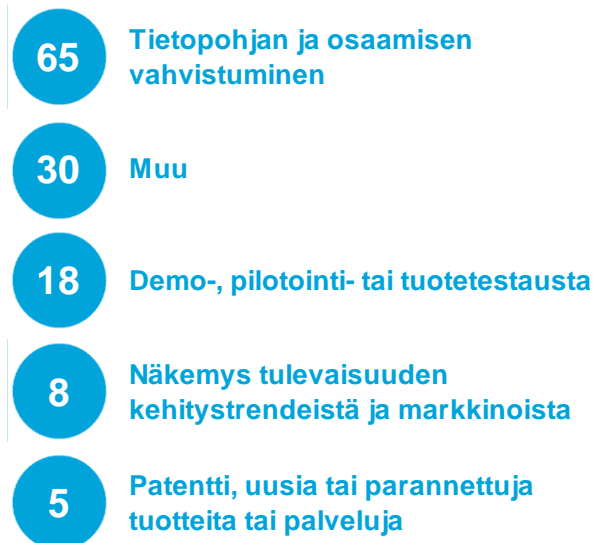 65
Tietopohjan ja osaamisen
vahvistuminen
30
Muu
18
Demo-, pilotointi- tai tuotetestausta
8
Näkemys tulevaisuuden
kehitystrendeistä ja markkinoista
5
Patentti, uusia tai parannettuja
tuotteita tai palveluja